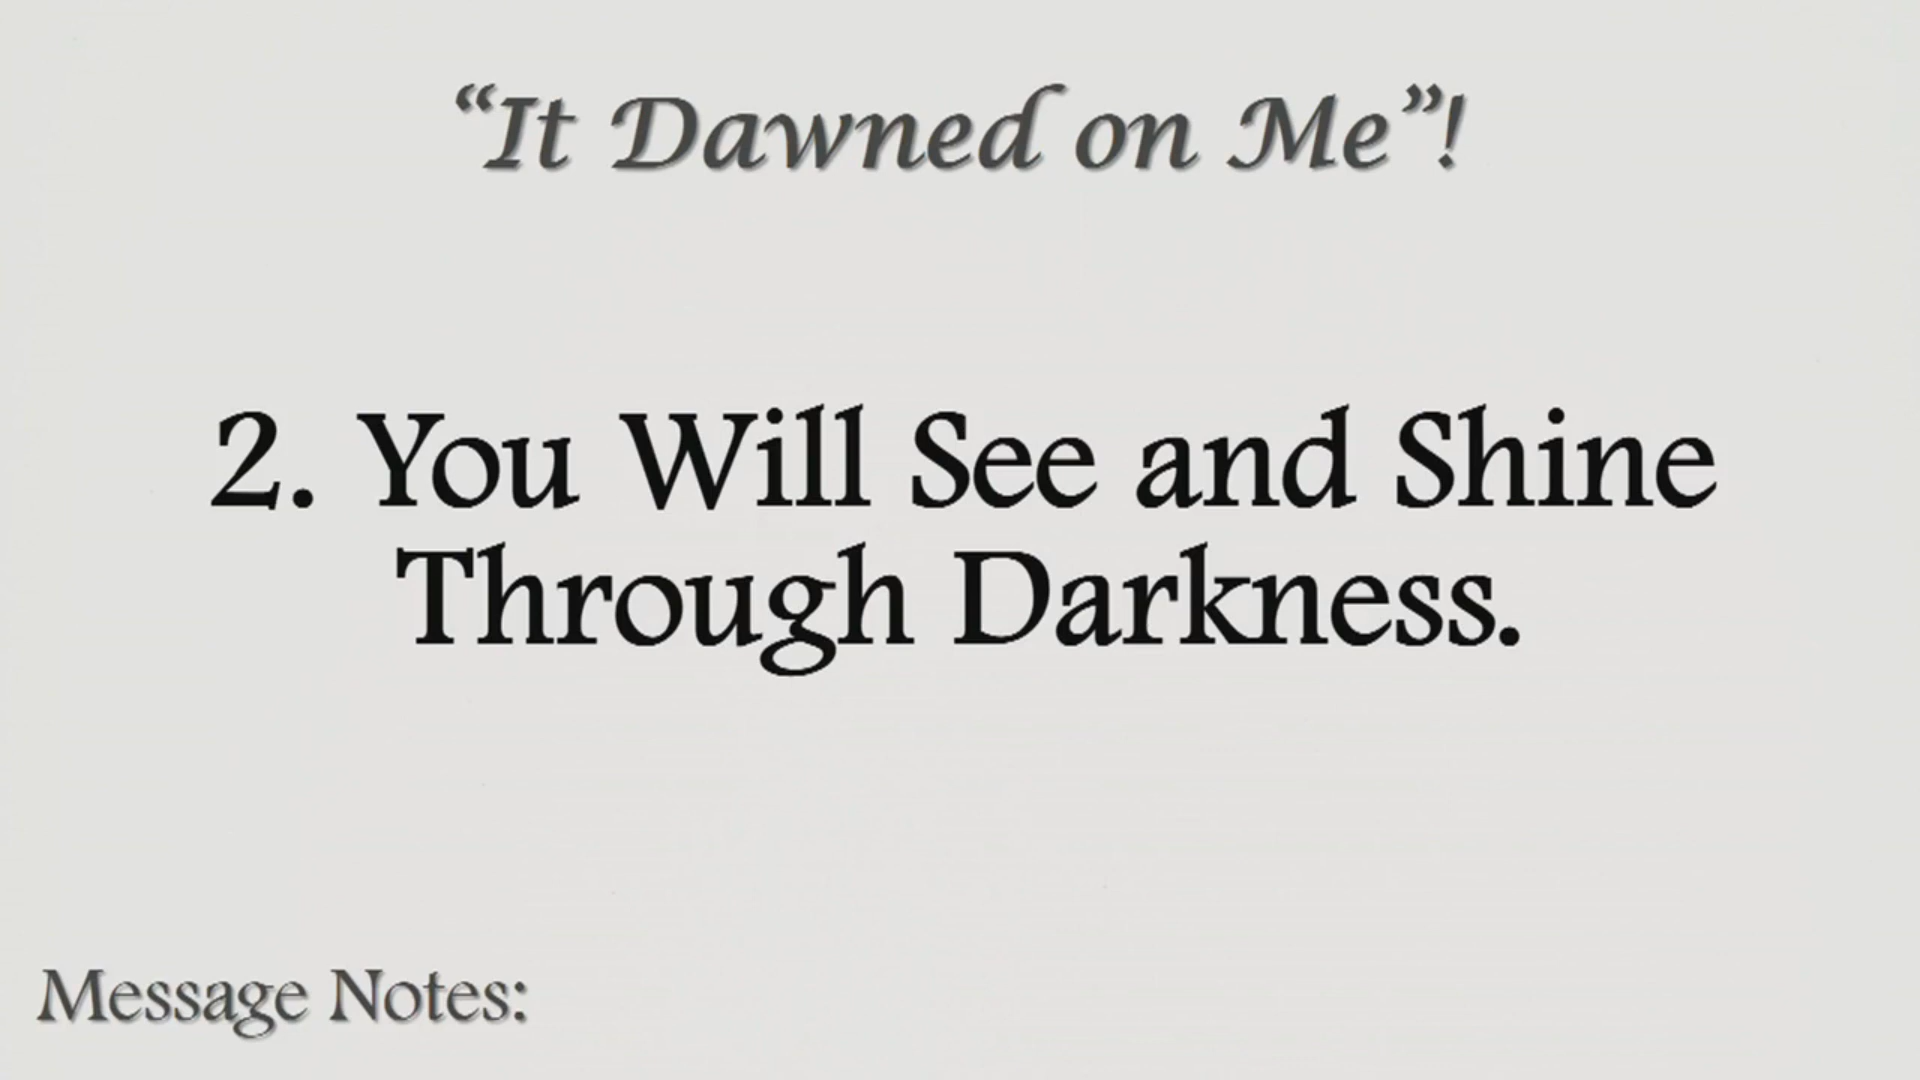 “It Dawned on Me”!
2. You Will See and Shine
Through Darkness.
Message Notes: